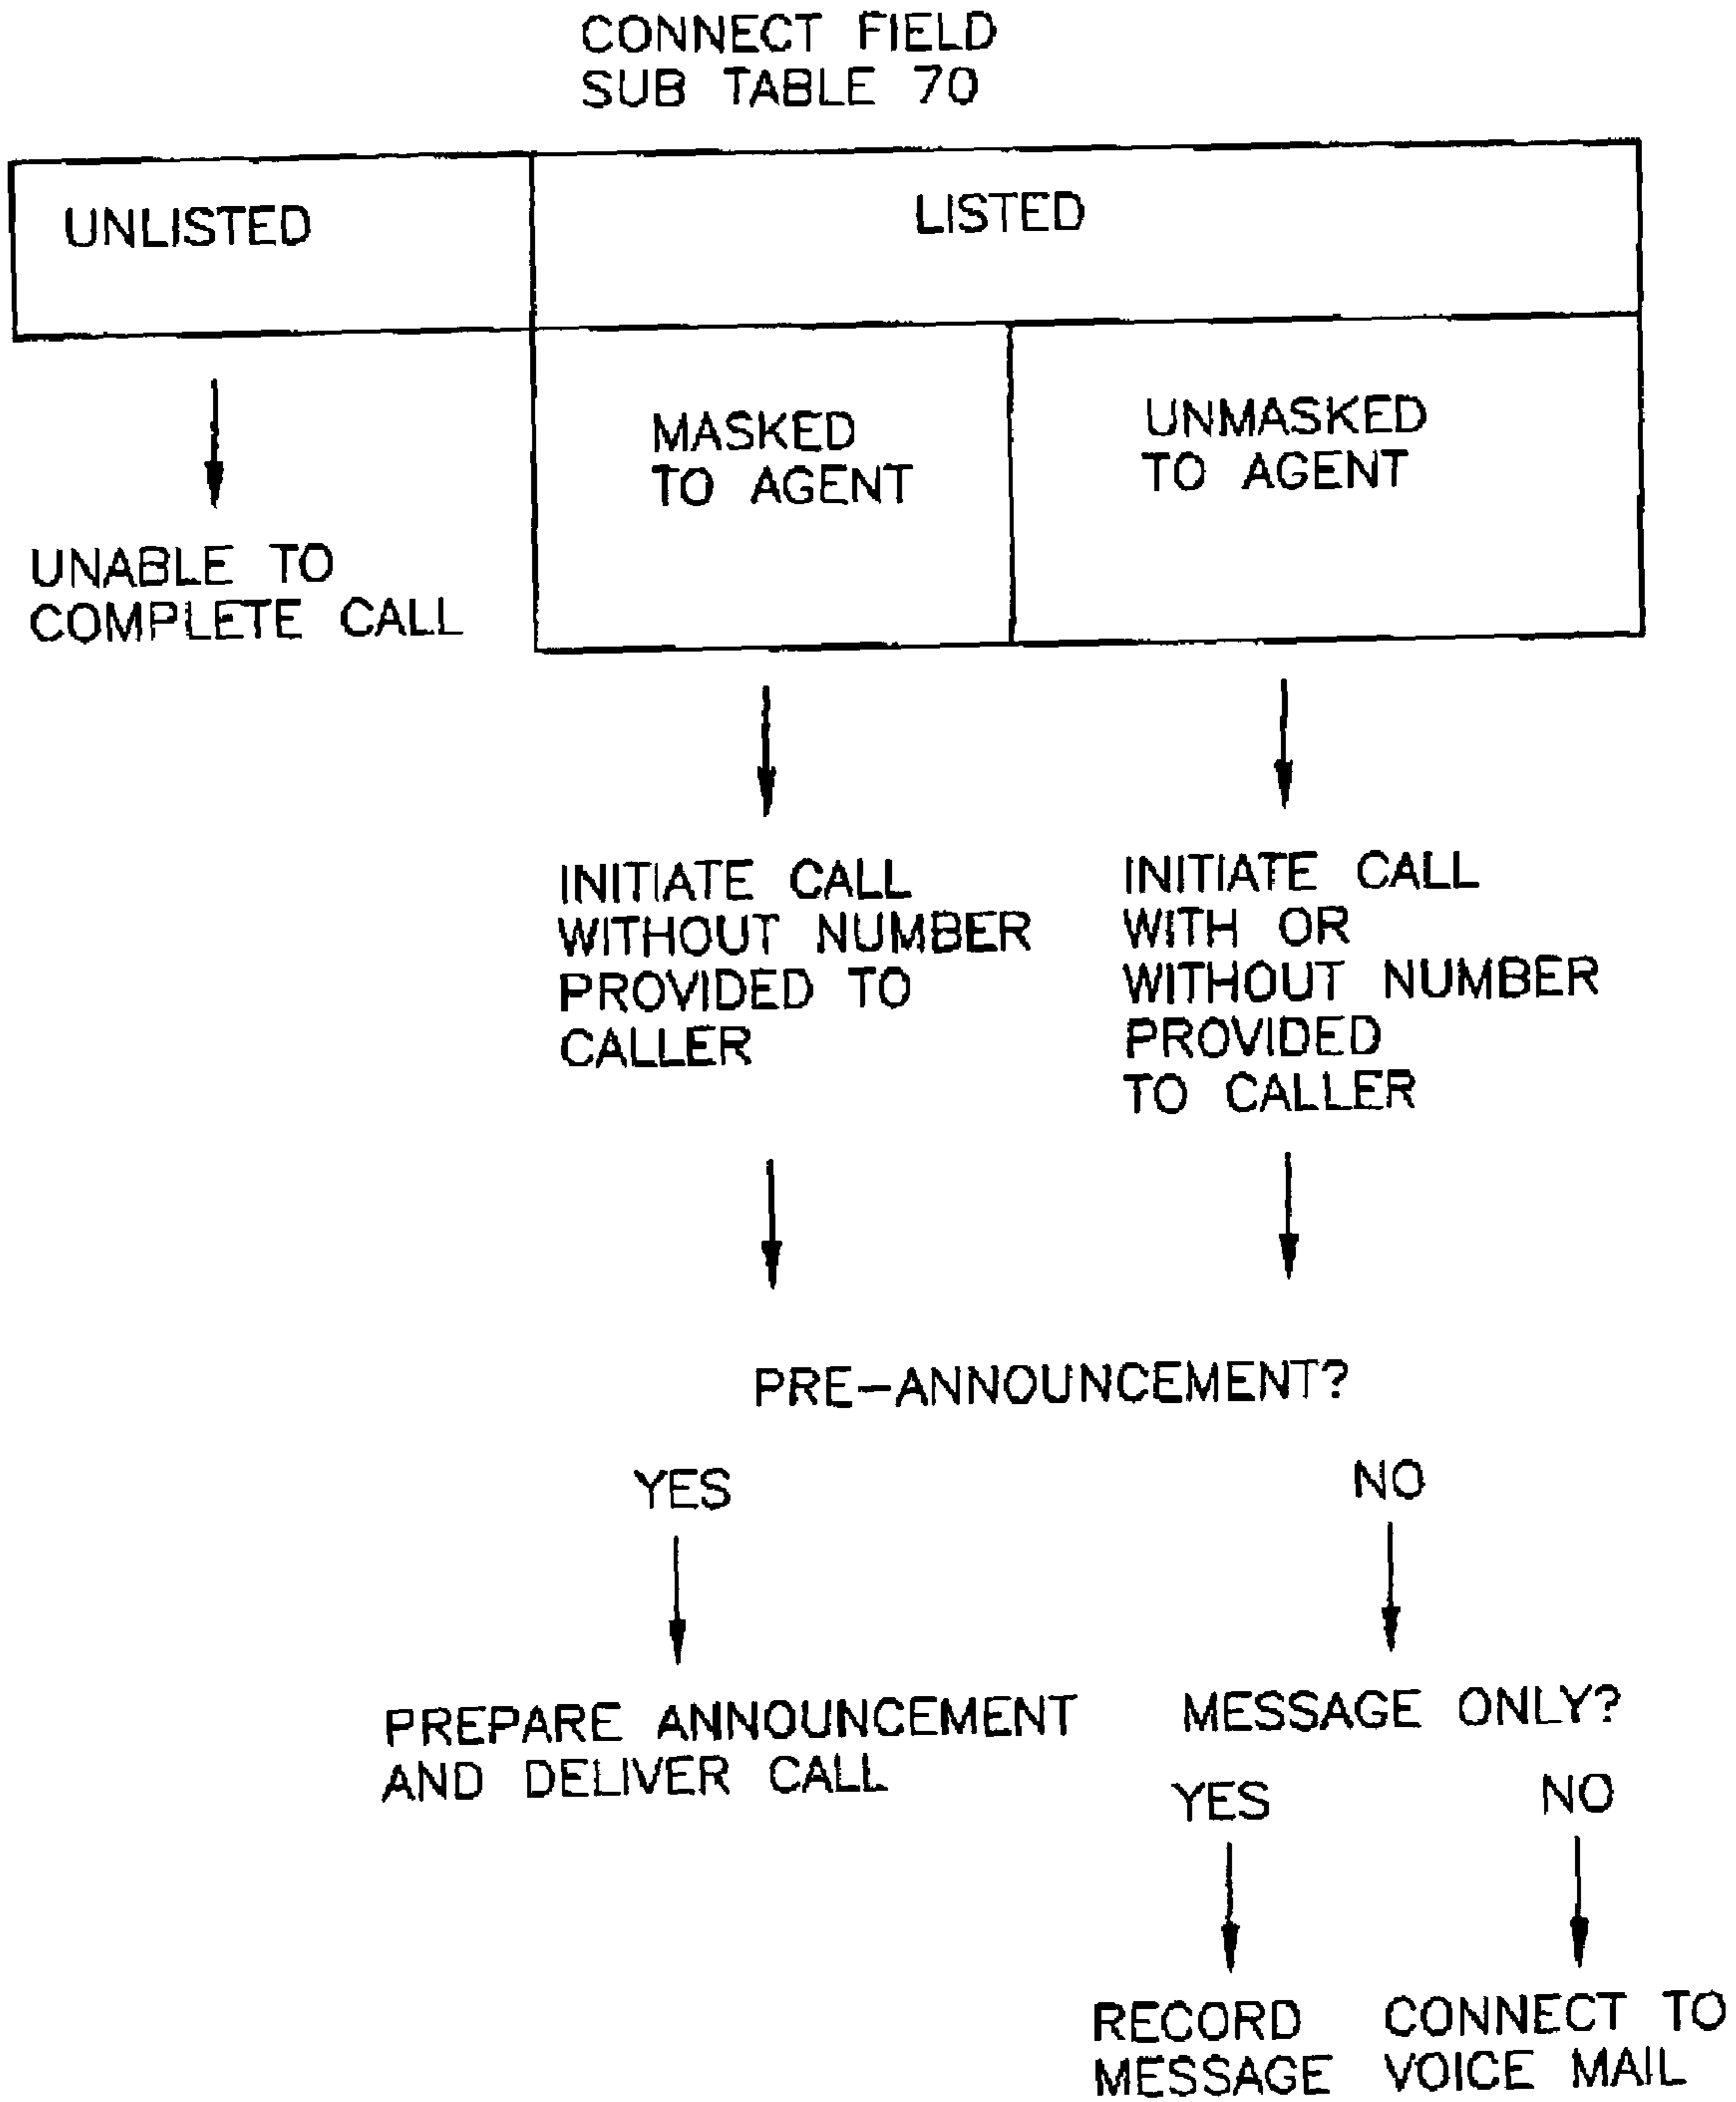 CONNECT FIELD
SUB TABLE 70
UNLISTED
LISTED
MASKED
TO AGENT
UNMASKED
TO AGENT
UNABLE TO
COMPLETE CALL
INITIATE CALL
WITHOUT NUMBER
PROVIDED TO
CALLER
INITIATE CALL
WITH OR
WITHOUT NUMBER
PROVIDED
TO CALLER
PRE-ANNOUNCEMENT?
YES
NO
PREPARE ANNOUNCEMENT
AND DELIVER CALL
MESSAGE ONLY?
YES
NO
RECORD
MESSAGE
CONNECT TO
VOICE MAIL